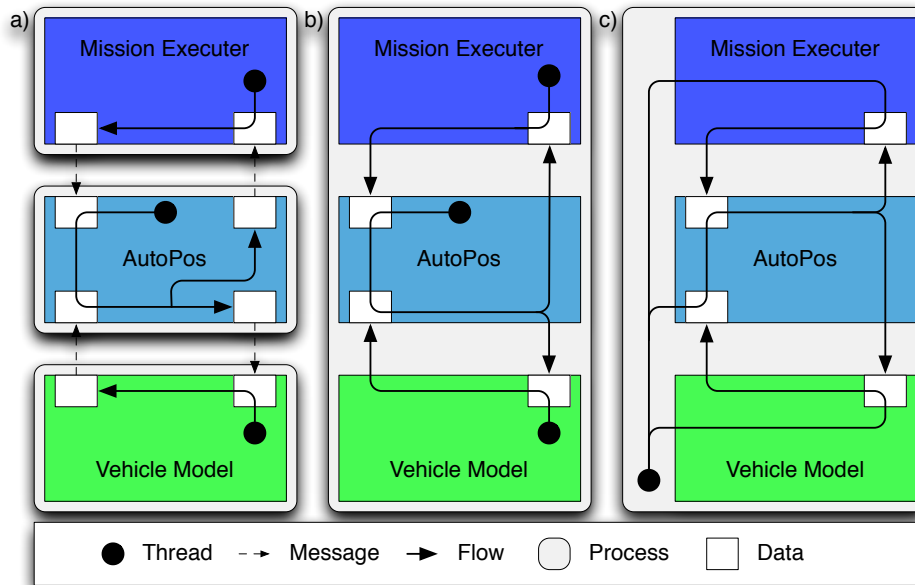 a) b) c)
Mission Executer Mission Executer Mission Executer
AutoPos AutoPos AutoPos
Vehicle Model Vehicle Model Vehicle Model
Thread Message Flow Process Data